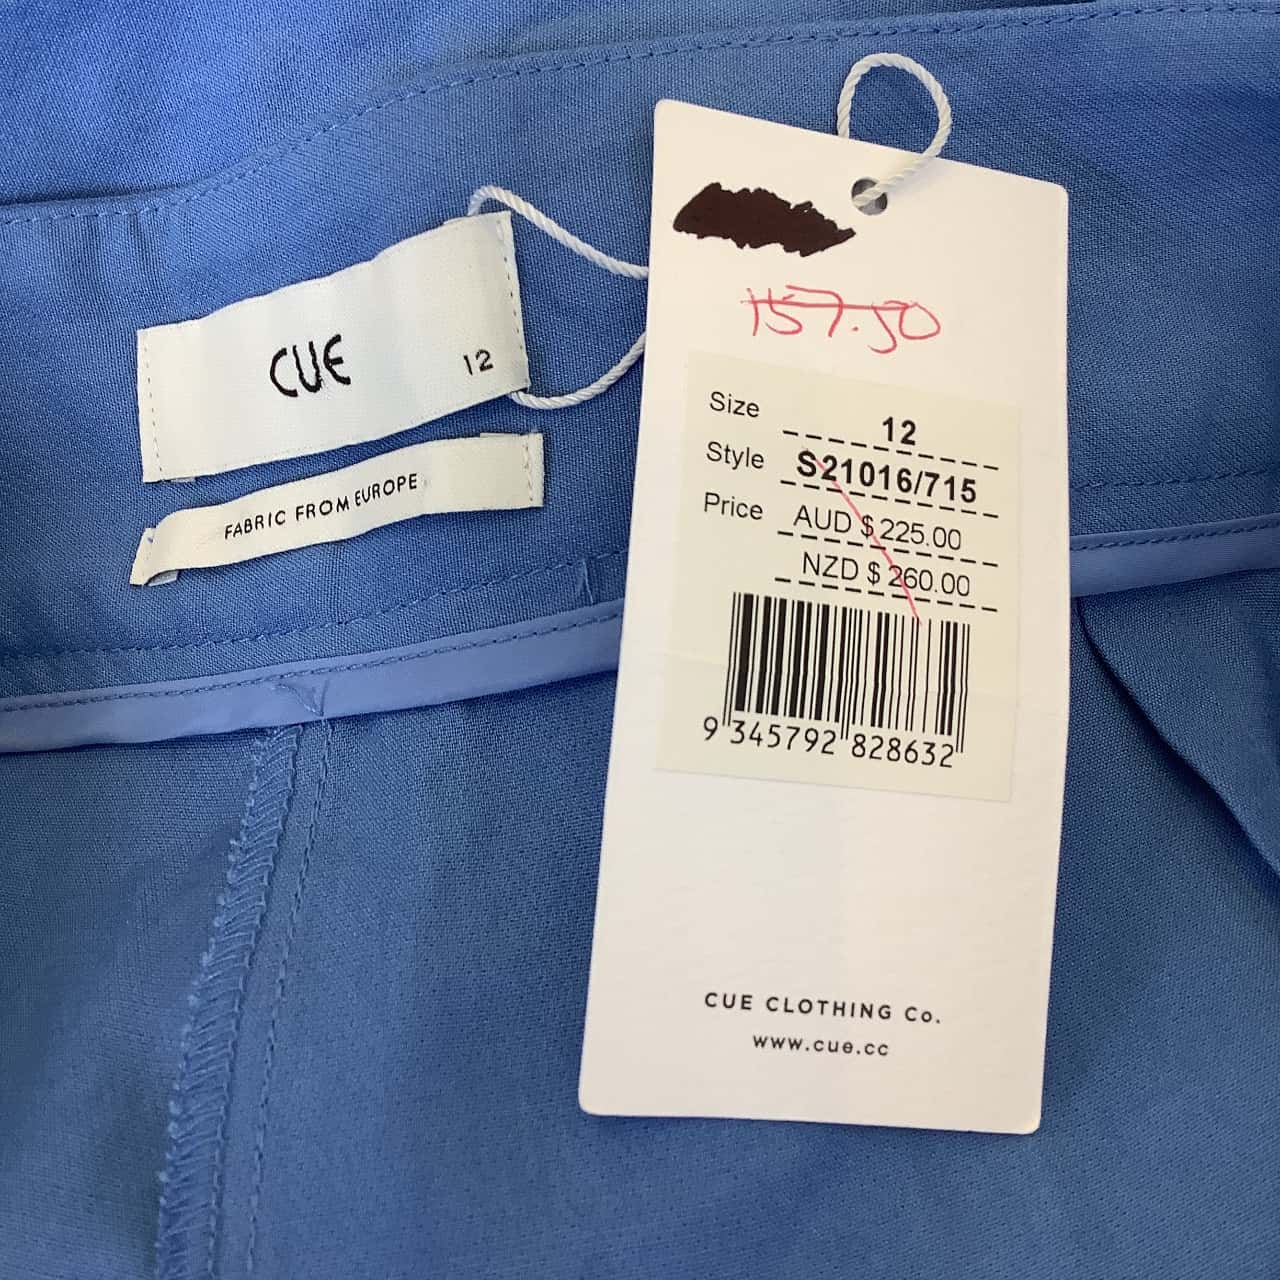 CUE 12
FABRIC FROM EUROPE
157.50
Size 12
Style S21016/715
Price AUD $225.00
NZD $260.00
9 345792 828632
CUE CLOTHING Co.
www.cue.cc